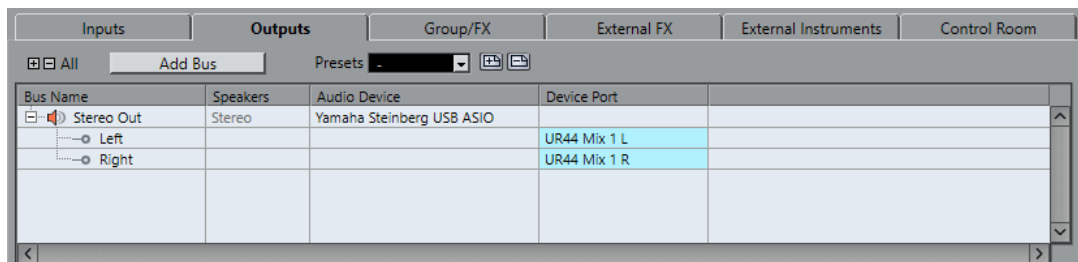 Inputs Outputs Group/FX External FX External Instruments Control Room
All Add Bus Presets -
Bus Name Speakers Audio Device Device Port
Stereo Out Stereo Yamaha Steinberg USB ASIO
Left UR44 Mix 1 L
Right UR44 Mix 1 R